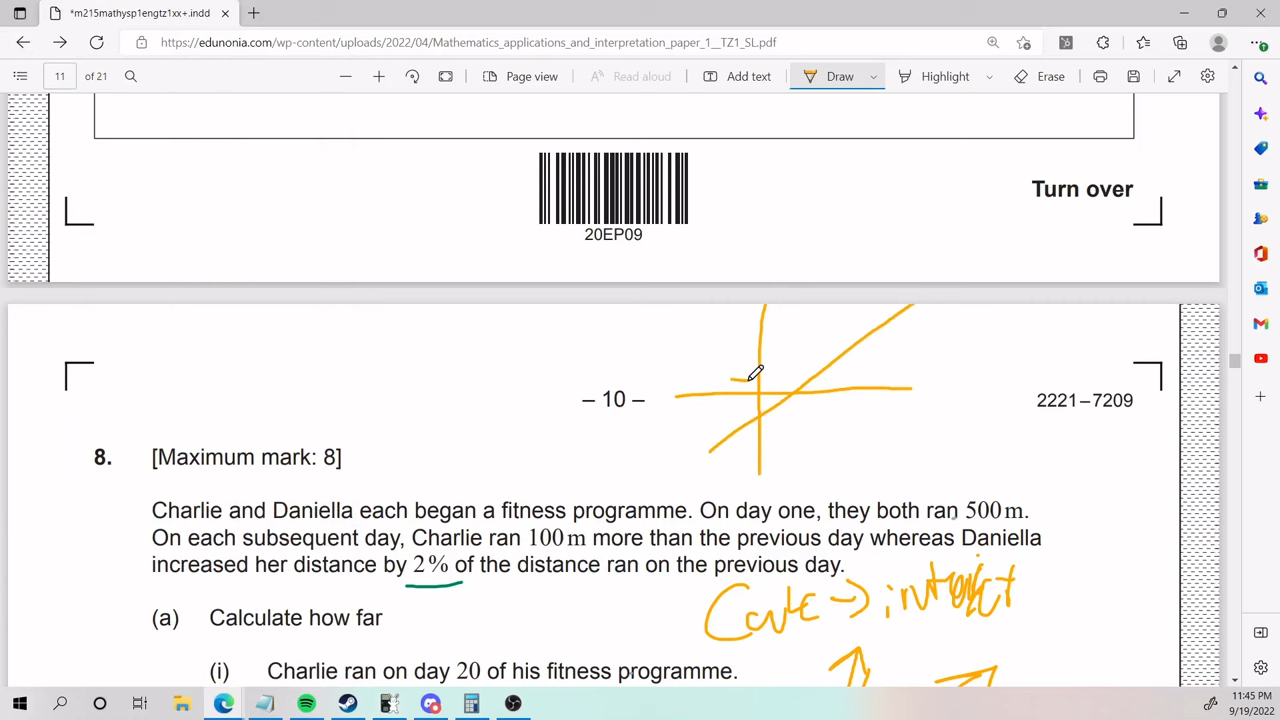 *m215mathysp1engtz1xx+.indd
https://edunonia.com/wp-content/uploads/2022/04/Mathematics_applications_and_interpretation_paper_1__TZ1_SL.pdf
11 of 21
Page view
Read aloud
Add text
Draw
Highlight
Erase
Turn over
20EP09
– 10 –
2221–7209
8. [Maximum mark: 8]
Charlie and Daniella each began a fitness programme. On day one, they both ran 500 m.
On each subsequent day, Charlie ran 100 m more than the previous day whereas Daniella
increased her distance by 2% of the distance ran on the previous day.
(a) Calculate how far
(i) Charlie ran on day 20 of his fitness programme.
11:45 PM
9/19/2022